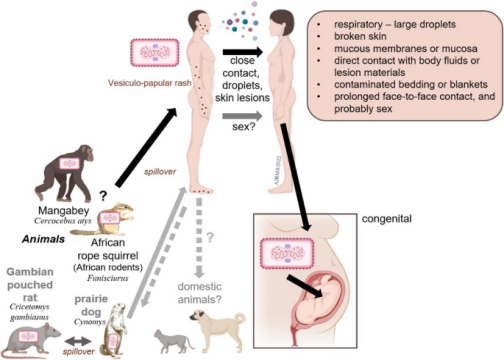 Vesiculo-papular rash
close
contact,
droplets,
skin lesions
sex?
• respiratory – large droplets
• broken skin
• mucous membranes or mucosa
• direct contact with body fluids or
lesion materials
• contaminated bedding or blankets
• prolonged face-to-face contact, and
probably sex
spillover
?
Mangabey
Cercocebus atys
Animals
African
rope squirrel
(African rodents)
Funisciurus
Gambian
pouched
rat
Cricetomys
gambianus
prairie
dog
Cynomys
spillover
?
domestic
animals?
congenital